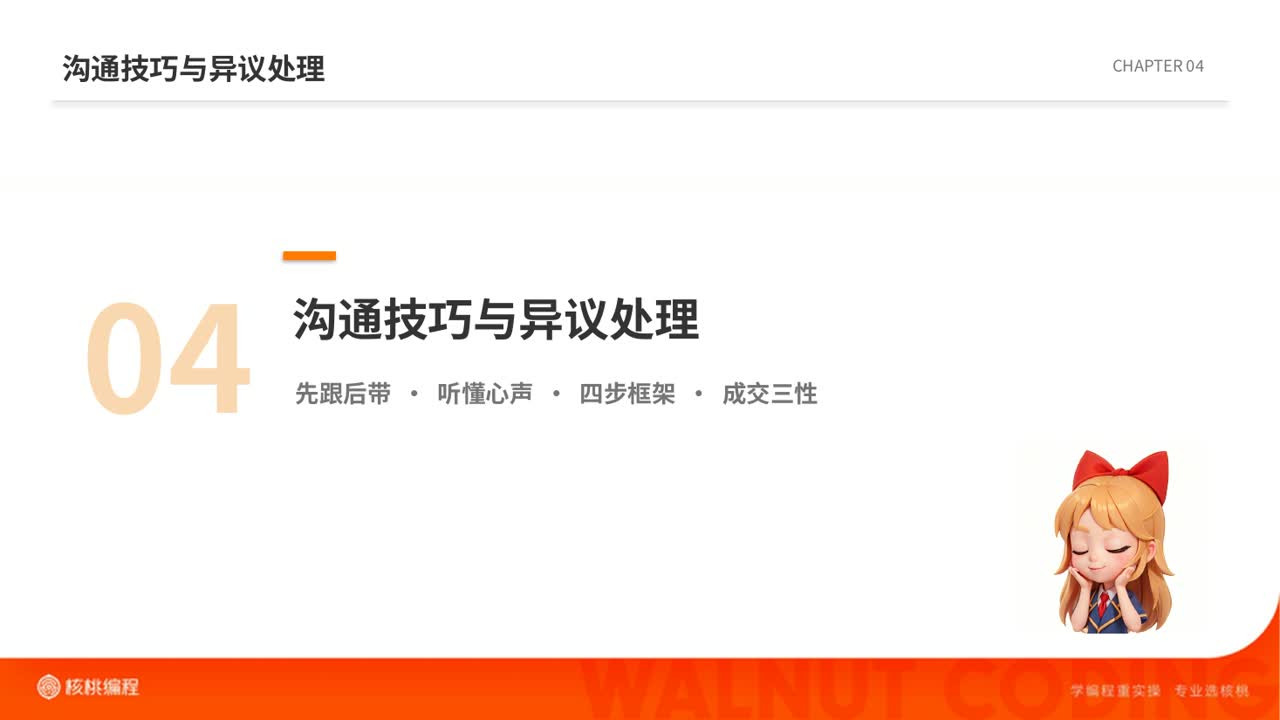 沟通技巧与异议处理
CHAPTER 04
04
沟通技巧与异议处理
先跟后带 • 听懂心声 • 四步框架 • 成交三性
核桃编程
WALNUT CODING
学编程重实操 专业选核桃